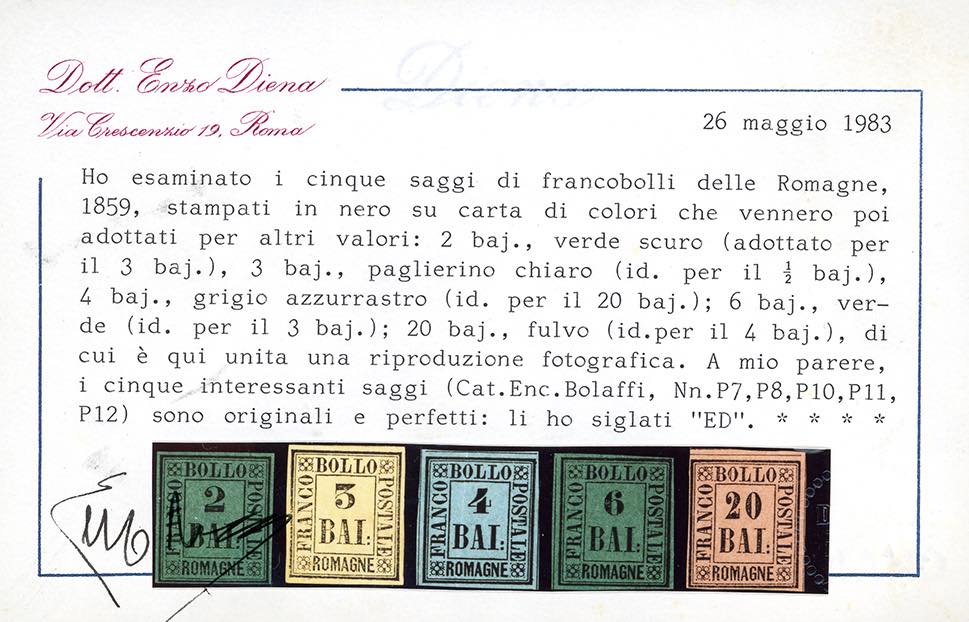 Dott. Enzo Diena
Via Crescenzio 19, Roma
Diena
26 maggio 1983
Ho esaminato i cinque saggi di francobolli delle Romagne,
1859, stampati in nero su carta di colori che vennero poi
adottati per altri valori: 2 baj., verde scuro (adottato per
il 3 baj.), 3 baj., paglierino chiaro (id. per il ½ baj.),
4 baj., grigio azzurrastro (id. per il 20 baj.); 6 baj., ver-
de (id. per il 3 baj.); 20 baj., fulvo (id.per il 4 baj.), di
cui è qui unita una riproduzione fotografica. A mio parere,
i cinque interessanti saggi (Cat.Enc.Bolaffi, Nn.P7,P8,P10,P11,
P12) sono originali e perfetti: li ho siglati "ED". * * * *
BOLLO
FRANCO
2
BAI:
POSTALE
ROMAGNE
BOLLO
FRANCO
3
BAI:
POSTALE
ROMAGNE
BOLLO
FRANCO
4
BAI:
POSTALE
ROMAGNE
BOLLO
FRANCO
6
BAI:
POSTALE
ROMAGNE
BOLLO
FRANCO
20
BAI:
POSTALE
ROMAGNE